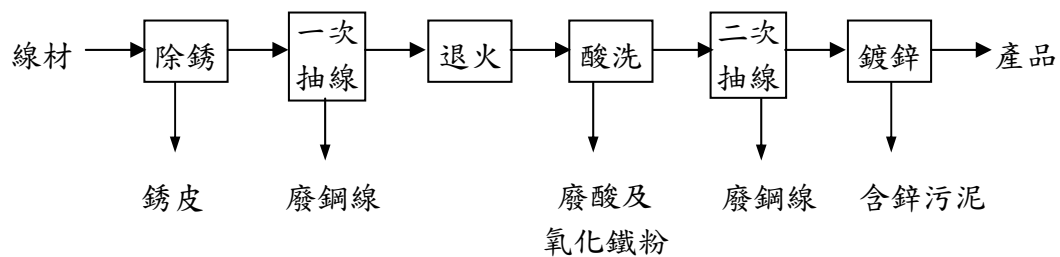 線材
除銹
一次
抽線
退火
酸洗
二次
抽線
鍍鋅
產品
銹皮
廢鋼線
廢酸及
氧化鐵粉
廢鋼線
含鋅污泥